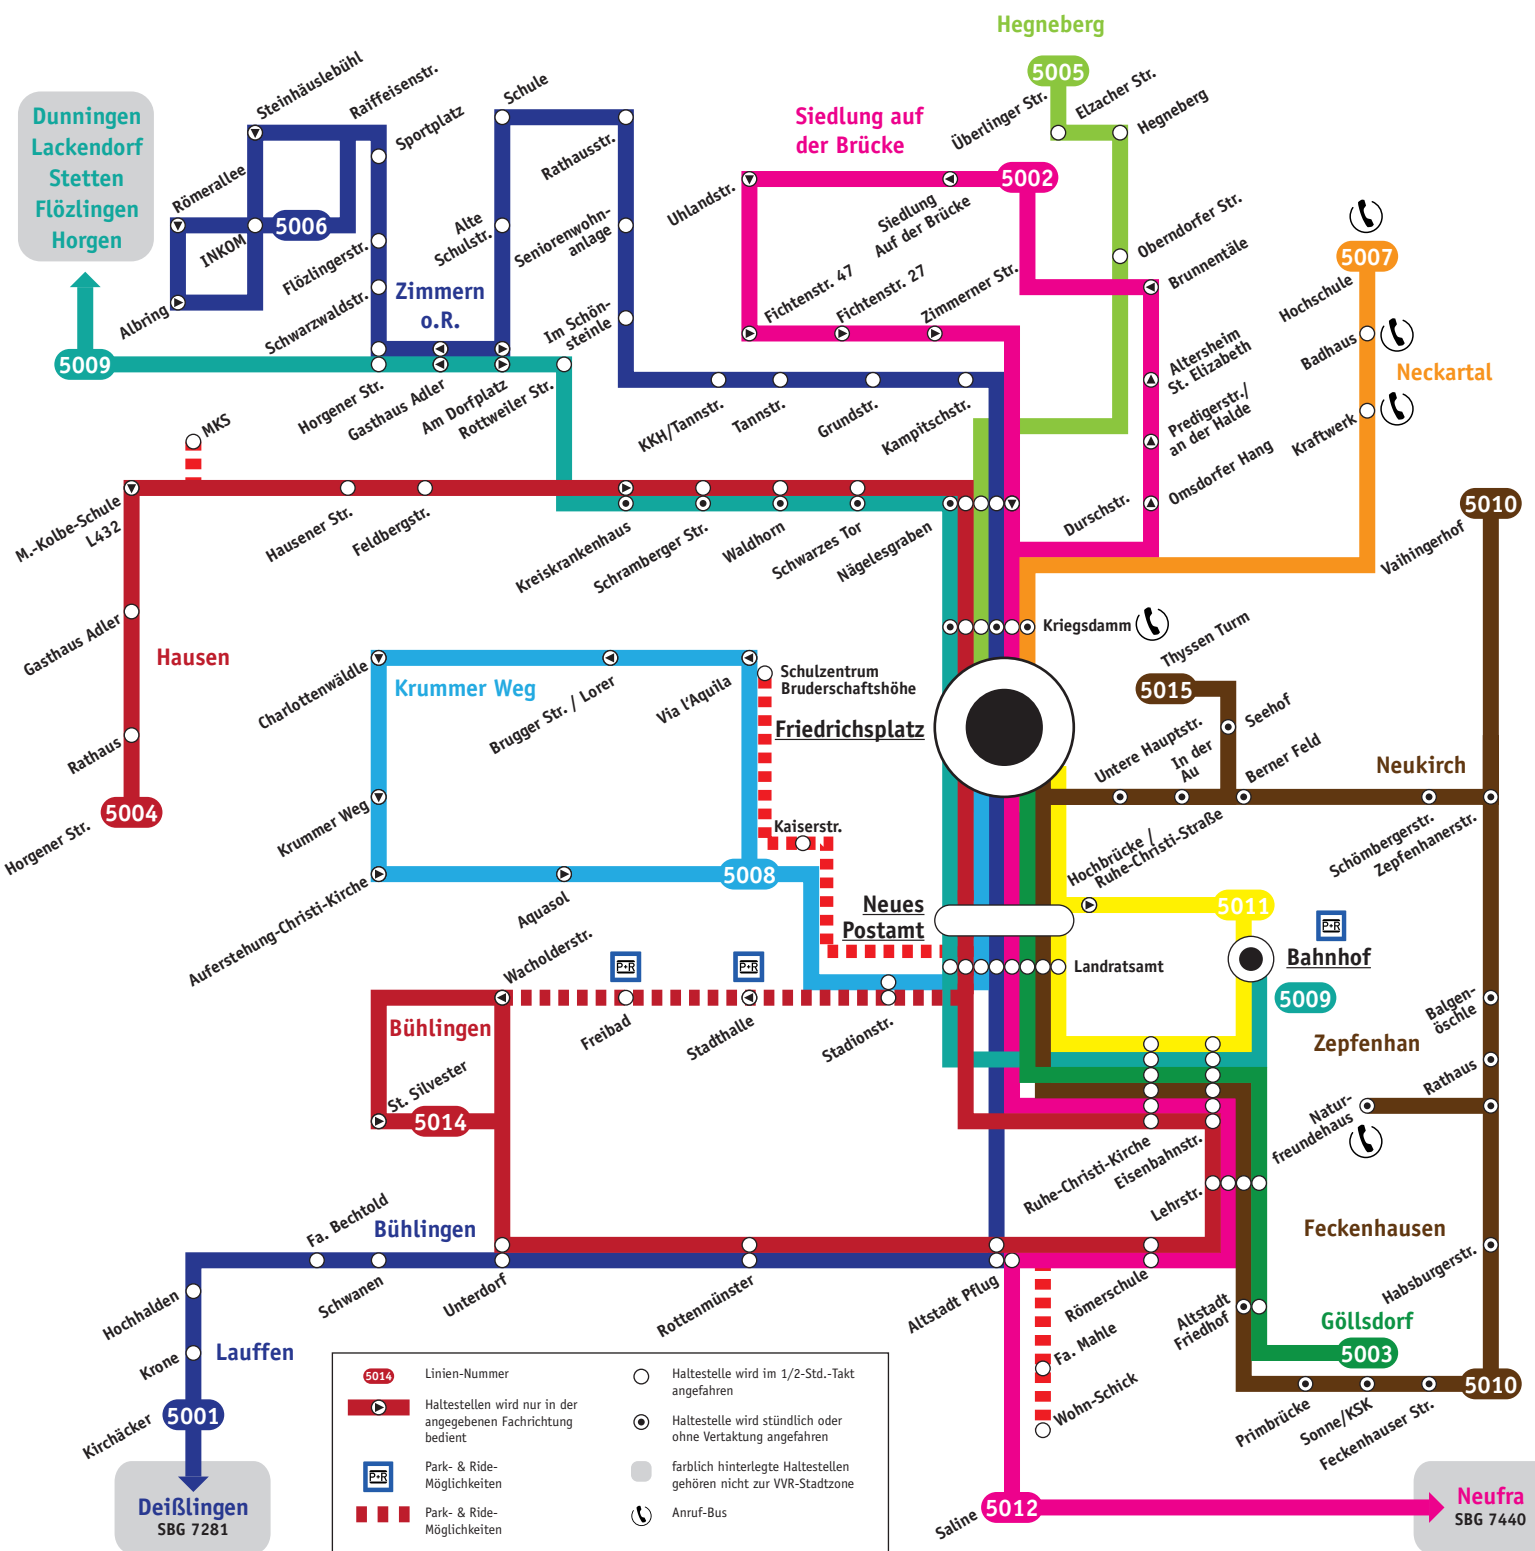 Hegneberg
5005
Überlinger Str.
Elzacher Str.
Hegneberg
Oberndorfer Str.
Dunningen
Lackendorf
Stetten
Flözlingen
Horgen
5009
Steinhäuslebühl
Raiffeisenstr.
Sportplatz
Römerallee
INKOM
5006
Albring
Flözlingerstr.
Schwarzwaldstr.
Zimmern
o.R.
Schule
Rathausstr.
Alte
Schulstr.
Seniorenwohn-
anlage
Im Schön-
steinle
Horgener Str.
Gasthaus Adler
Am Dorfplatz
Rottweiler Str.
KKH/Tannstr.
Tannstr.
Grundstr.
Kampitschstr.
Siedlung auf
der Brücke
5002
Uhlandstr.
Siedlung
Auf der Brücke
Fichtenstr. 47
Fichtenstr. 27
Zimmerner Str.
Brunnentäle
Altersheim
St. Elizabeth
Predigerstr./
an der Halde
Omsdorfer Hang
Durschstr.
5007
Hochschule
Badhaus
Neckartal
Kraftwerk
MKS
M.-Kolbe-Schule
L432
Hausener Str.
Feldbergstr.
Kreiskrankenhaus
Schramberger Str.
Waldhorn
Schwarzes Tor
Nägelesgraben
Gasthaus Adler
Hausen
Rathaus
5004
Horgener Str.
5010
Vaihingerhof
Kriegsdamm
Thyssen Turm
5015
Seehof
Untere Hauptstr.
In der
Au
Berner Feld
Neukirch
Schömbergerstr.
Zepfenhanerstr.
Charlottenwäldle
Krummer Weg
Brugger Str. / Lorer
Via l'Aquila
Schulzentrum
Bruderschaftshöhe
Friedrichsplatz
Krummer Weg
Kaiserstr.
Auferstehung-Christi-Kirche
Aquasol
5008
Hochbrücke /
Ruhe-Christi-Straße
Neues
Postamt
5011
P+R
Bahnhof
5009
Landratsamt
Wacholderstr.
P+R
P+R
Bühlingen
Freibad
Stadthalle
Stadionstr.
St. Silvester
5014
Balgen-
öschle
Zepfenhan
Rathaus
Natur-
freundehaus
Ruhe-Christi-Kirche
Eisenbahnstr.
Lehrstr.
Feckenhausen
Habsburgerstr.
Fa. Bechtold
Bühlingen
Schwanen
Unterdorf
Rottenmünster
Altstadt Pflug
Römerschule
Altstadt
Friedhof
Göllsdorf
5003
Hochhalden
Krone
Lauffen
5001
Kirchäcker
Deißlingen
SBG 7281
Fa. Mahle
Wohn-Schick
Primbrücke
Sonne/KSK
Feckenhauser Str.
5010
Saline
5012
Neufra
SBG 7440
5014
Linien-Nummer
Haltestellen wird nur in der
angegebenen Fachrichtung
bedient
P+R
Park- & Ride-
Möglichkeiten
Park- & Ride-
Möglichkeiten
Haltestelle wird im 1/2-Std.-Takt
angefahren
Haltestelle wird stündlich oder
ohne Vertaktung angefahren
farblich hinterlegte Haltestellen
gehören nicht zur VVR-Stadtzone
Anruf-Bus